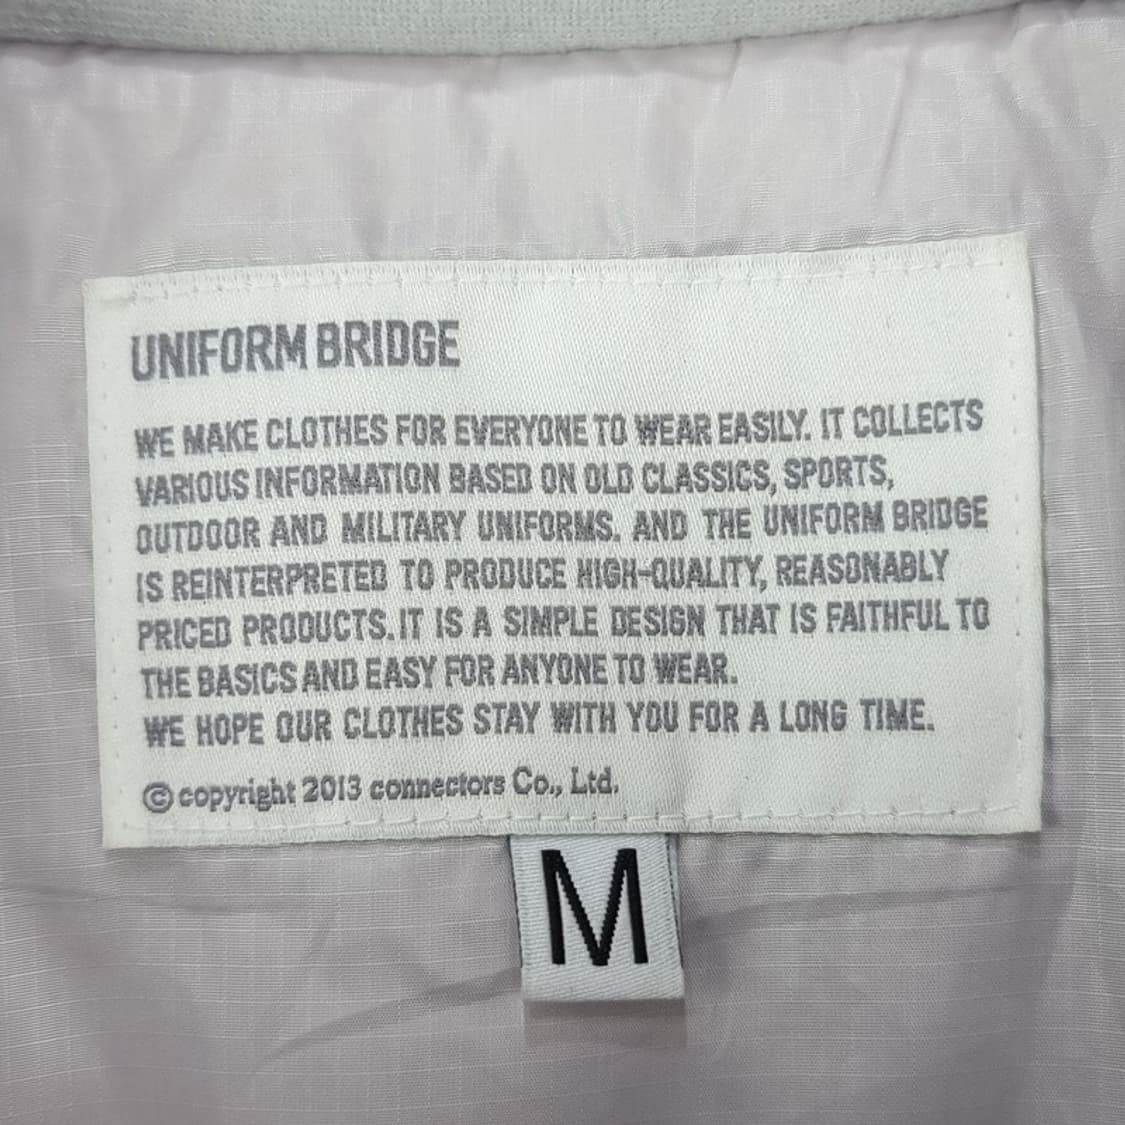 UNIFORM BRIDGE
WE MAKE CLOTHES FOR EVERYONE TO WEAR EASILY. IT COLLECTS
VARIOUS INFORMATION BASED ON OLD CLASSICS, SPORTS,
OUTDOOR AND MILITARY UNIFORMS. AND THE UNIFORM BRIDGE
IS REINTERPRETED TO PRODUCE HIGH-QUALITY, REASONABLY
PRICED PRODUCTS. IT IS A SIMPLE DESIGN THAT IS FAITHFUL TO
THE BASICS AND EASY FOR ANYONE TO WEAR.
WE HOPE OUR CLOTHES STAY WITH YOU FOR A LONG TIME.
© copyright 2013 connectors Co., Ltd.
M